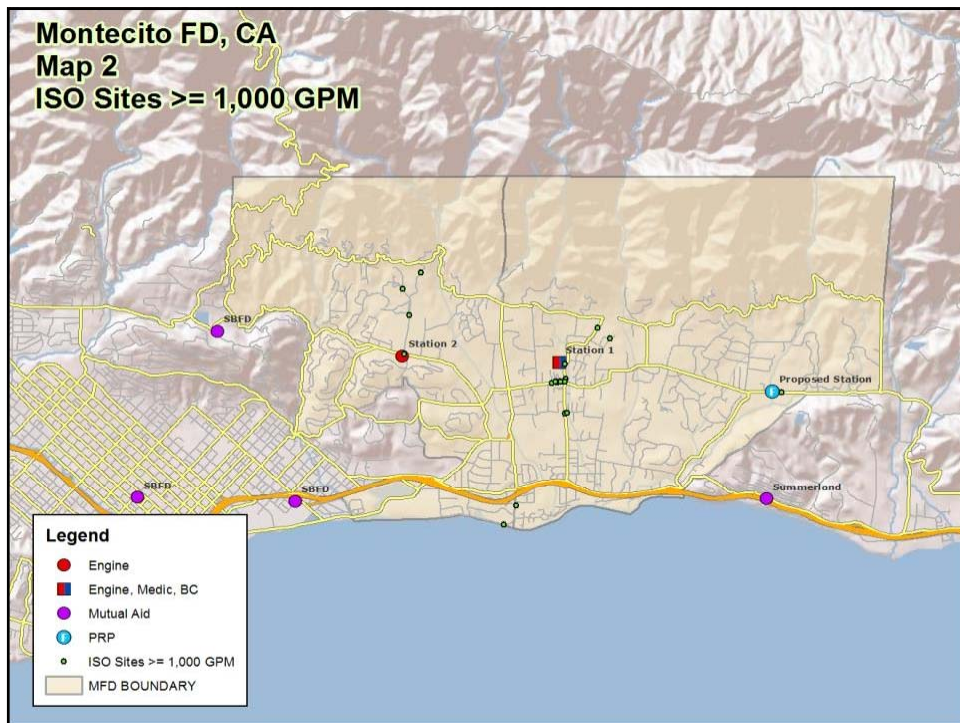 Montecito FD, CA
Map 2
ISO Sites >= 1,000 GPM
SBFD
Station 2
Station 1
Proposed Station
SBFD
SBFD
Summerland
Legend
Engine
Engine, Medic, BC
Mutual Aid
PRP
ISO Sites >= 1,000 GPM
MFD BOUNDARY